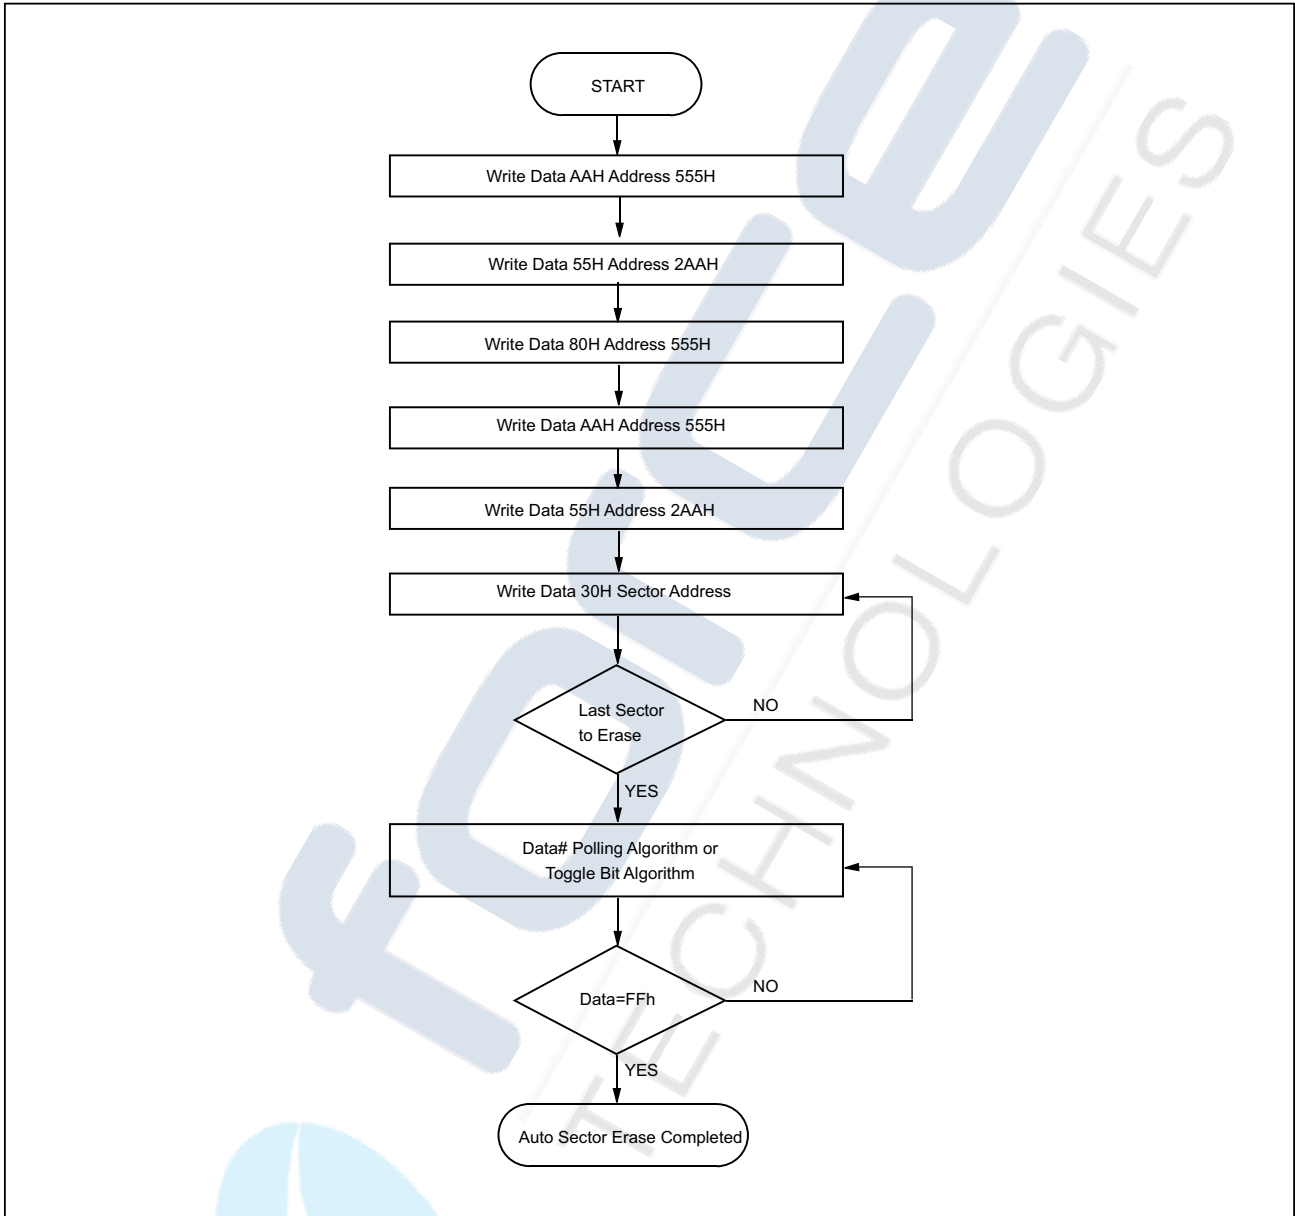 START
Write Data AAH Address 555H
Write Data 55H Address 2AAH
Write Data 80H Address 555H
Write Data AAH Address 555H
Write Data 55H Address 2AAH
Write Data 30H Sector Address
Last Sector
to Erase
NO
YES
Data# Polling Algorithm or
Toggle Bit Algorithm
Data=FFh
NO
YES
Auto Sector Erase Completed
force
TECHNOLOGIES